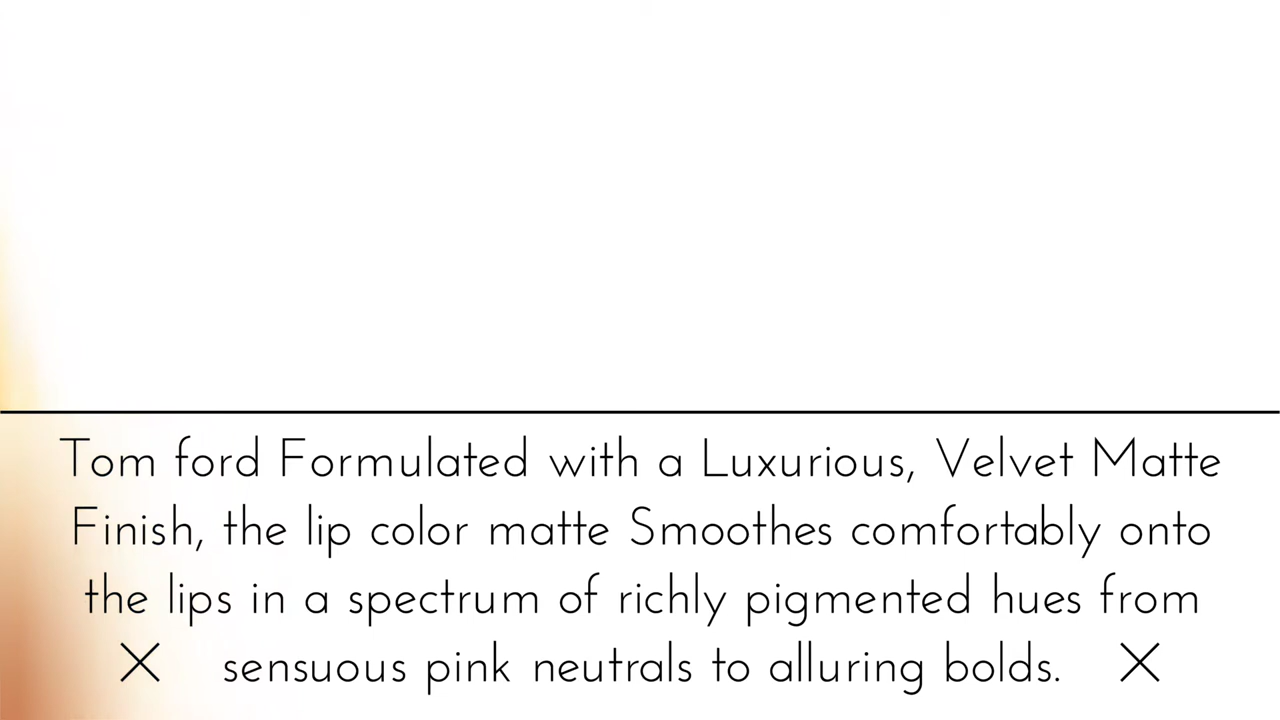 Tom ford Formulated with a Luxurious, Velvet Matte
Finish, the lip color matte Smoothes comfortably onto
the lips in a spectrum of richly pigmented hues from
sensuous pink neutrals to alluring bolds.